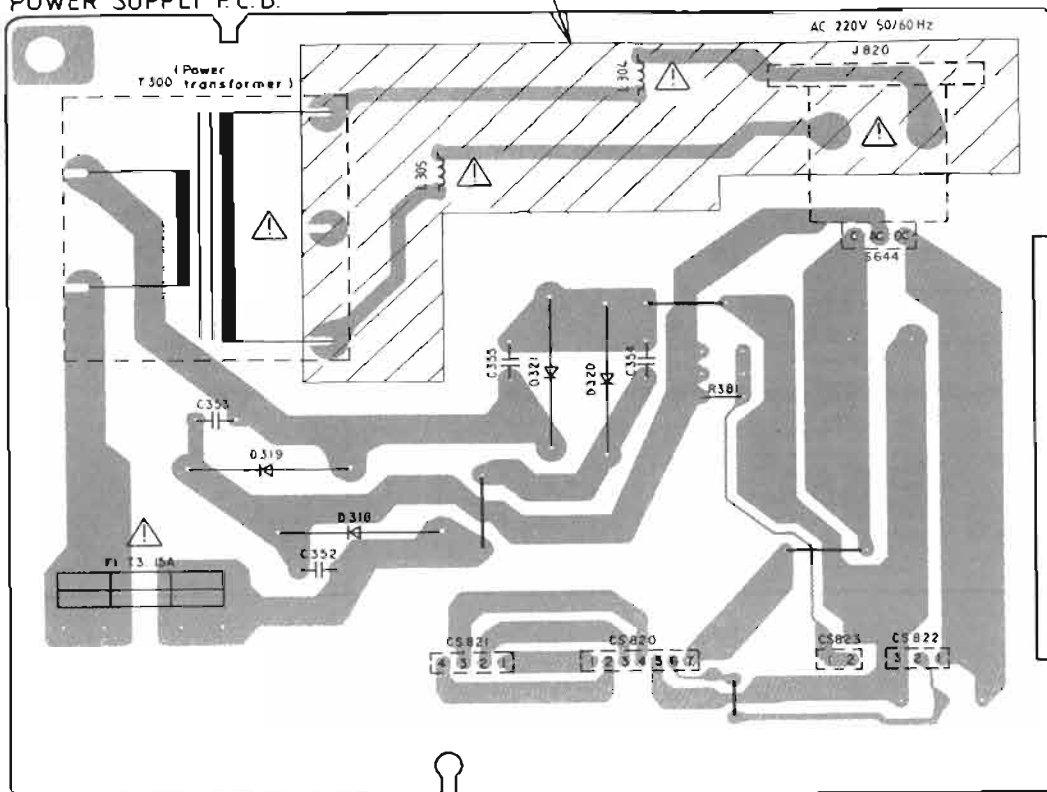 POWER SUPPLY P.C.B.
AC 220V 50/60Hz
J820
(Power
T300 transformer)
L304
L305
C BC DC
S644
C355
D321
D320
C354
R381
C353
D319
D318
C352
F1 T3.15A
CS821
4 3 2 1
CS820
1 2 3 4 5 6 7
CS823
1 2
CS822
3 2 1